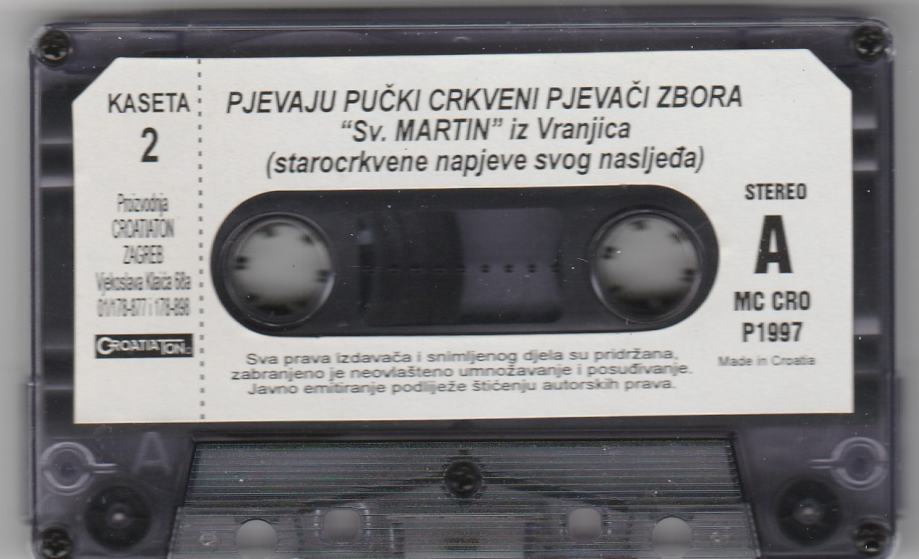 KASETA
2
PJEVAJU PUČKI CRKVENI PJEVAČI ZBORA
“Sv. MARTIN” iz Vranjica
(starocrkvene napjeve svog nasljeđa)
Proizvodnja
CROATIATON
ZAGREB
Vjekoslava Klaića 68a
01/178-877 i 178-898
CROATIATON
STEREO
A
MC CRO
P1997
Made in Croatia
Sva prava izdavača i snimljenog djela su pridržana,
zabranjeno je neovlašteno umnožavanje i posuđivanje.
Javno emitiranje podliježe štićenju autorskih prava.
A